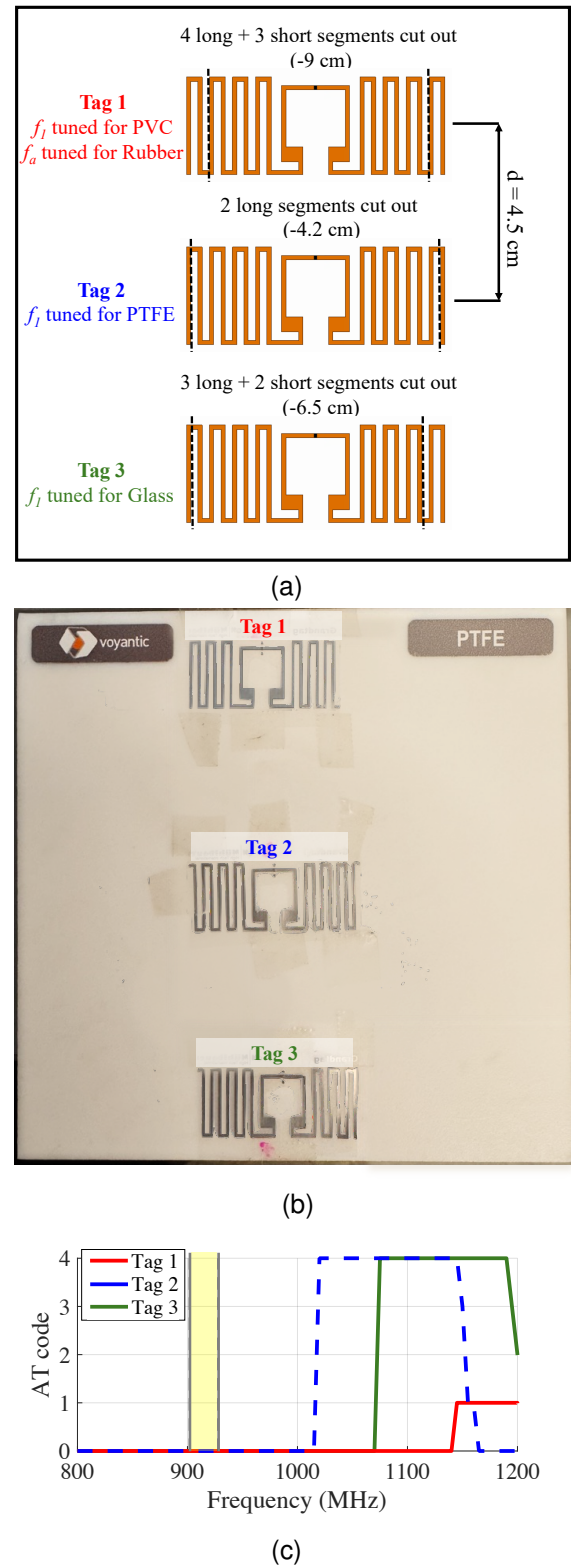 4 long + 3 short segments cut out
(-9 cm)
Tag 1
f1 tuned for PVC
fa tuned for Rubber
d = 4.5 cm
2 long segments cut out
(-4.2 cm)
Tag 2
f1 tuned for PTFE
3 long + 2 short segments cut out
(-6.5 cm)
Tag 3
f1 tuned for Glass
(a)
voyantic
Tag 1
PTFE
Tag 2
Tag 3
(b)
Tag 1
Tag 2
Tag 3
AT code
4
3
2
1
0
800 900 1000 1100 1200
Frequency (MHz)
(c)